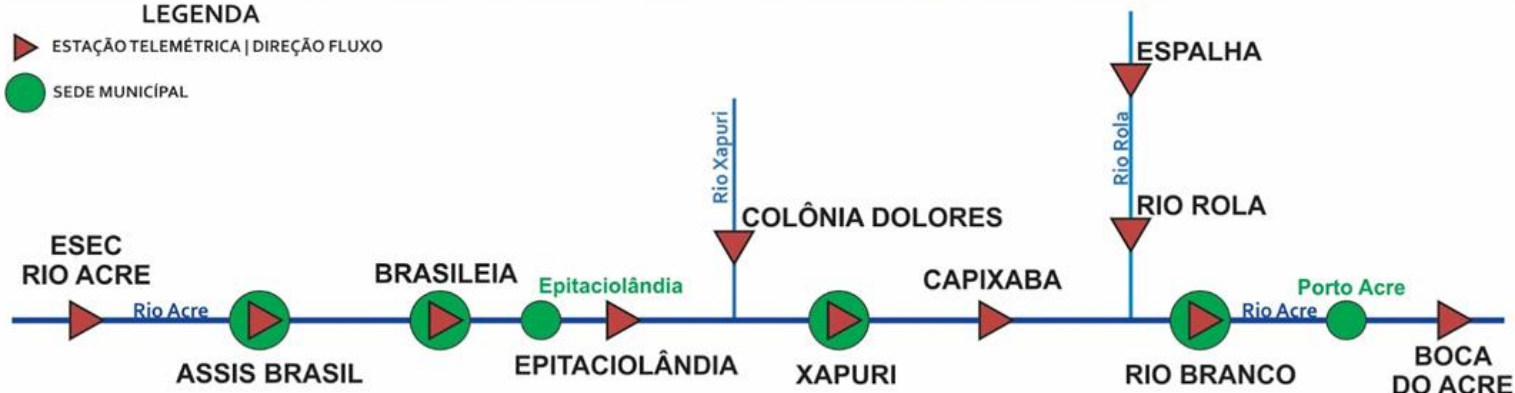 LEGENDA
ESTAÇÃO TELEMÉTRICA | DIREÇÃO FLUXO
SEDE MUNICÍPAL
ESPALHA
Rio Xapuri
Rio Rola
COLÔNIA DOLORES
RIO ROLA
ESEC
RIO ACRE
BRASILEIA
Epitaciolândia
CAPIXABA
Porto Acre
Rio Acre
Rio Acre
ASSIS BRASIL
EPITACIOLÂNDIA
XAPURI
RIO BRANCO
BOCA
DO ACRE